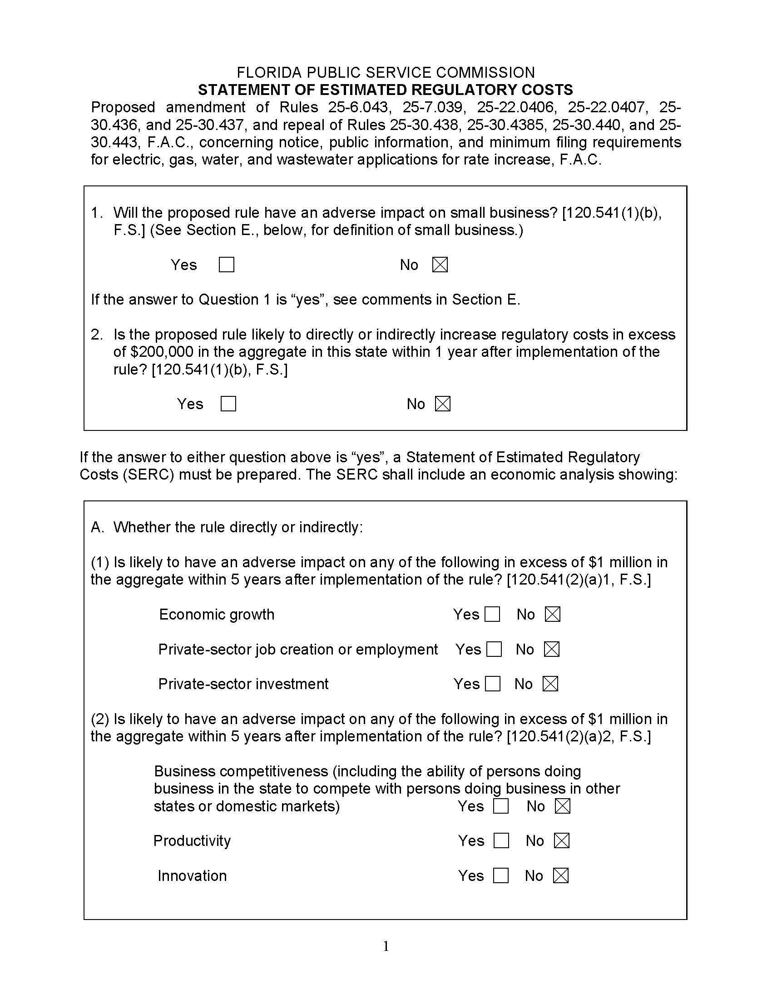 FLORIDA PUBLIC SERVICE COMMISSION
STATEMENT OF ESTIMATED REGULATORY COSTS
Proposed amendment of Rules 25-6.043, 25-7.039, 25-22.0406, 25-22.0407, 25-
30.436, and 25-30.437, and repeal of Rules 25-30.438, 25-30.4385, 25-30.440, and 25-
30.443, F.A.C., concerning notice, public information, and minimum filing requirements
for electric, gas, water, and wastewater applications for rate increase, F.A.C.
1. Will the proposed rule have an adverse impact on small business? [120.541(1)(b),
F.S.] (See Section E., below, for definition of small business.)
Yes ☐ No ☒
If the answer to Question 1 is “yes”, see comments in Section E.
2. Is the proposed rule likely to directly or indirectly increase regulatory costs in excess
of $200,000 in the aggregate in this state within 1 year after implementation of the
rule? [120.541(1)(b), F.S.]
Yes ☐ No ☒
If the answer to either question above is “yes”, a Statement of Estimated Regulatory
Costs (SERC) must be prepared. The SERC shall include an economic analysis showing:
A. Whether the rule directly or indirectly:
(1) Is likely to have an adverse impact on any of the following in excess of $1 million in
the aggregate within 5 years after implementation of the rule? [120.541(2)(a)1, F.S.]
Economic growth Yes ☐ No ☒
Private-sector job creation or employment Yes ☐ No ☒
Private-sector investment Yes ☐ No ☒
(2) Is likely to have an adverse impact on any of the following in excess of $1 million in
the aggregate within 5 years after implementation of the rule? [120.541(2)(a)2, F.S.]
Business competitiveness (including the ability of persons doing
business in the state to compete with persons doing business in other
states or domestic markets) Yes ☐ No ☒
Productivity Yes ☐ No ☒
Innovation Yes ☐ No ☒
1